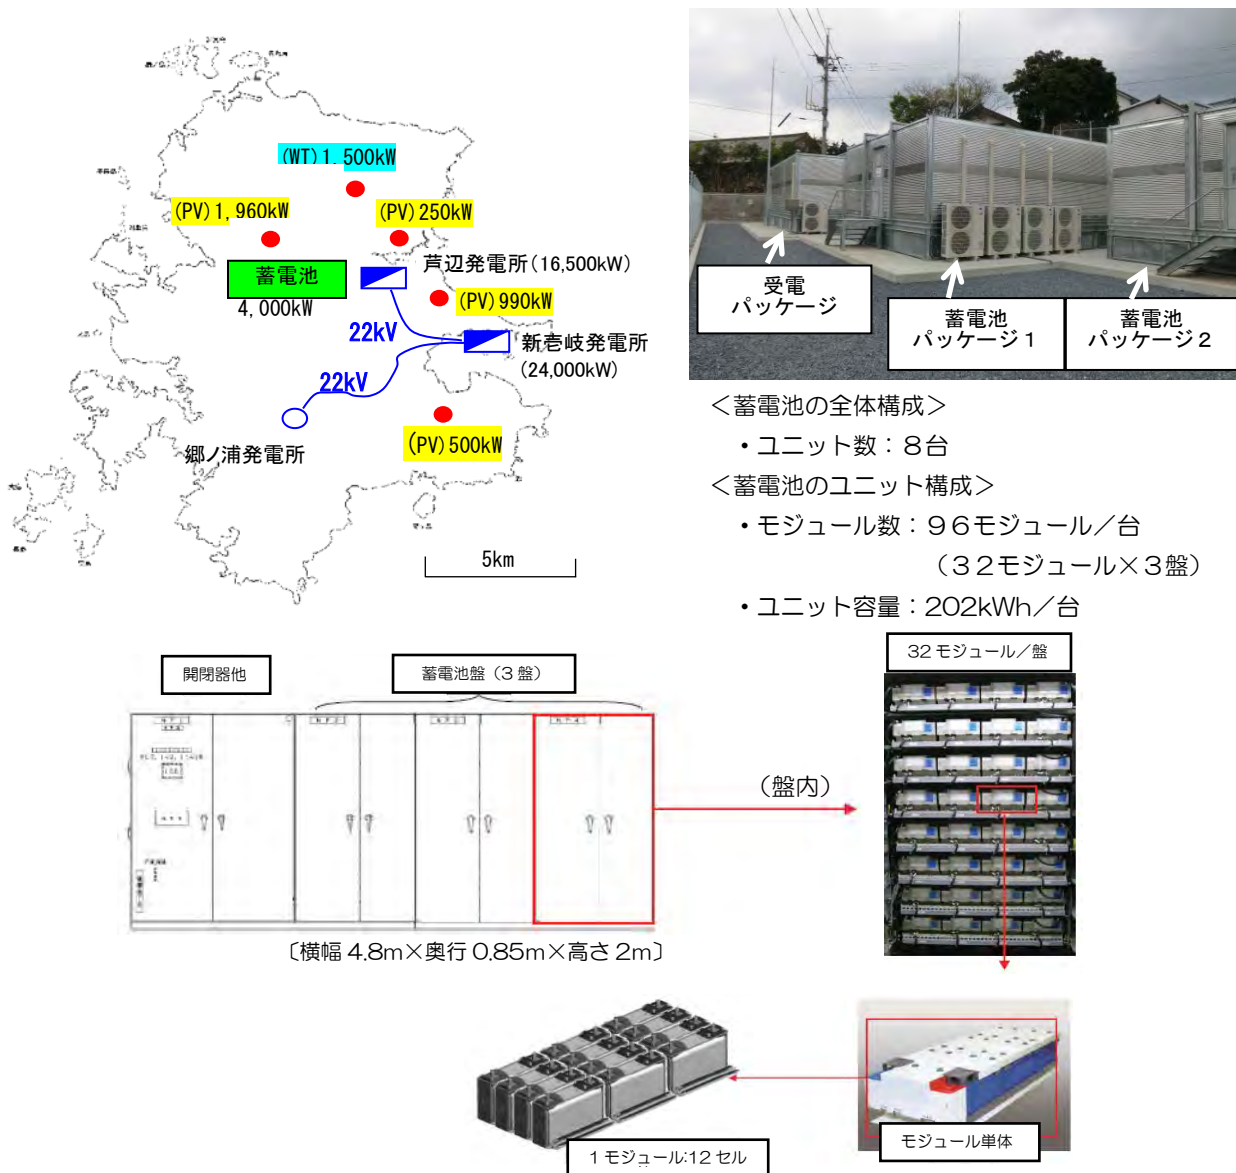 (WT)1,500kW
(PV)1,960kW
(PV)250kW
蓄電池
4,000kW
芦辺発電所(16,500kW)
(PV)990kW
22kV
新壱岐発電所
(24,000kW)
22kV
郷ノ浦発電所
(PV)500kW
5km
受電
パッケージ
蓄電池
パッケージ1
蓄電池
パッケージ2
<蓄電池の全体構成>
・ユニット数:8台
<蓄電池のユニット構成>
・モジュール数:96モジュール/台
(32モジュール×3盤)
・ユニット容量:202kWh/台
開閉器他
蓄電池盤(3盤)
32モジュール/盤
(盤内)
〔横幅 4.8m×奥行 0.85m×高さ 2m〕
1モジュール:12セル
モジュール単体